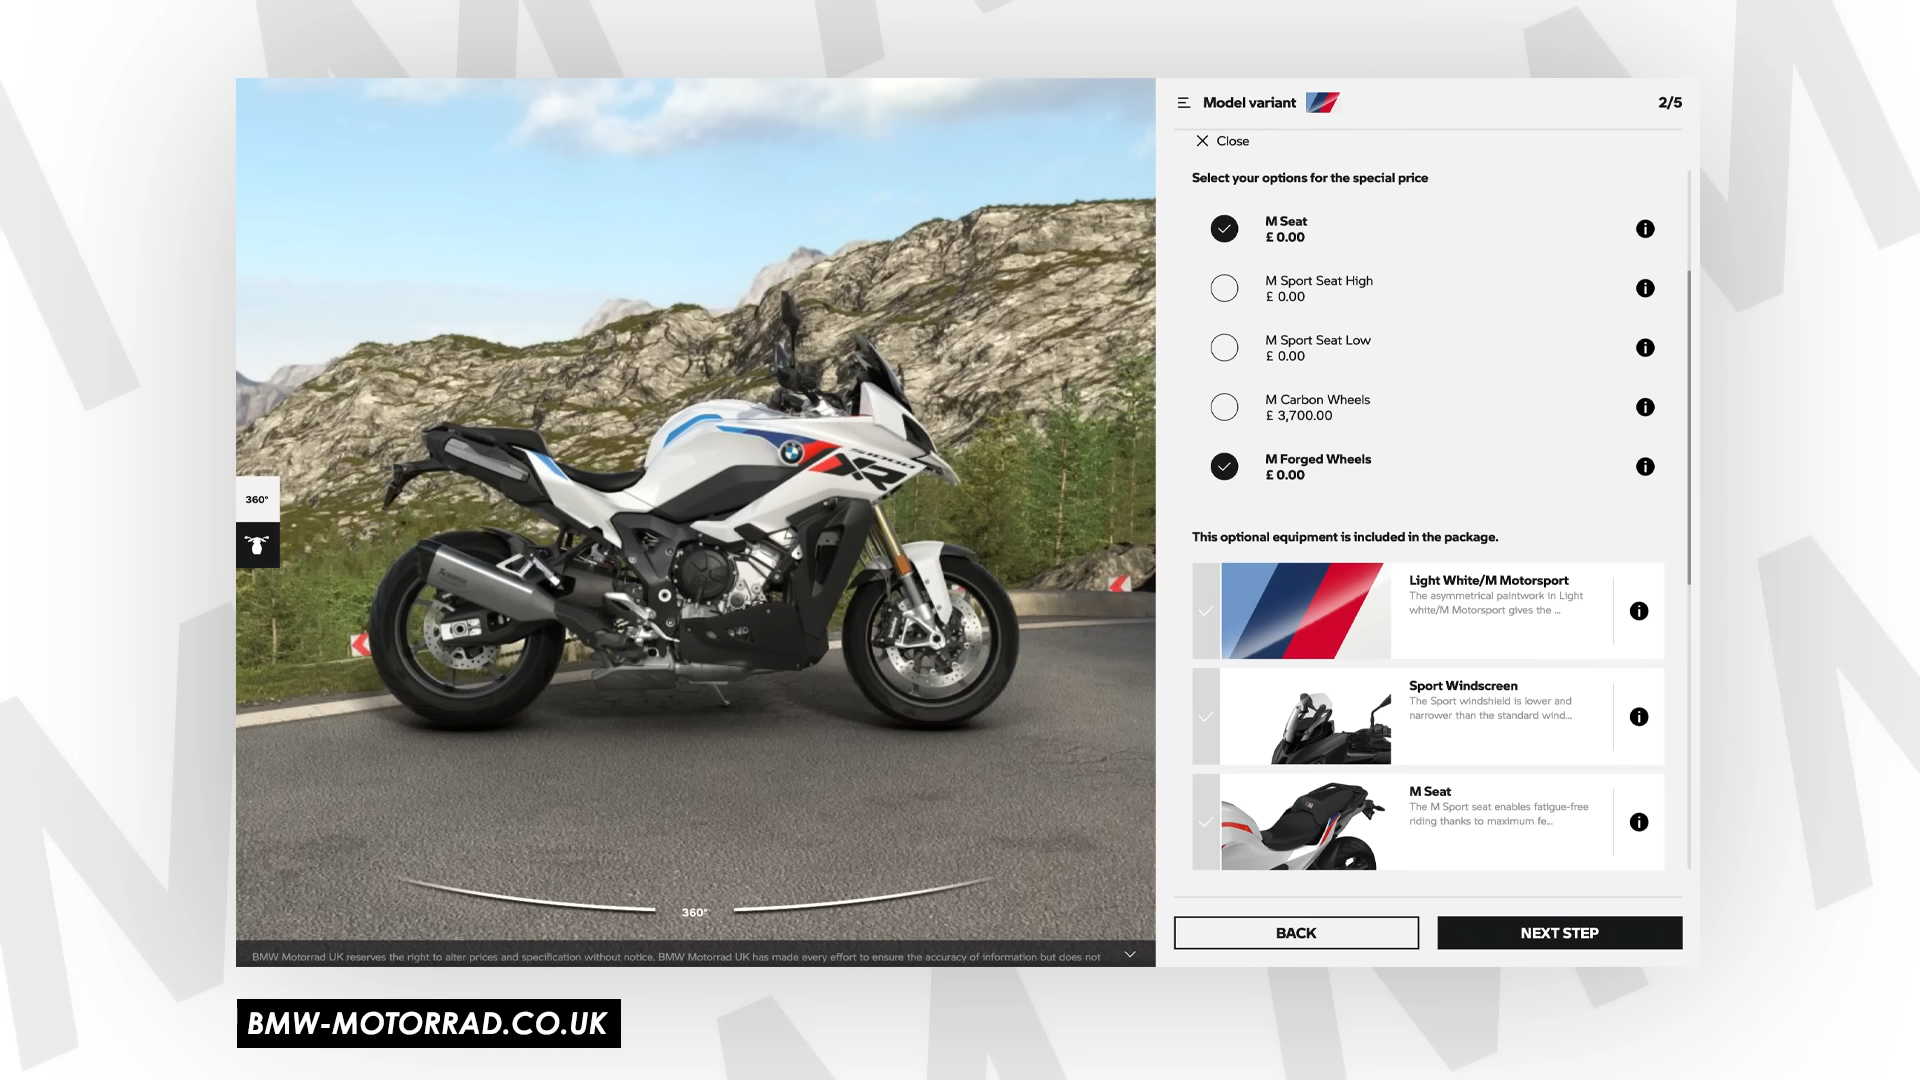 Model variant
2/5
Close
Select your options for the special price
M Seat
£ 0.00
M Sport Seat High
£ 0.00
M Sport Seat Low
£ 0.00
M Carbon Wheels
£ 3,700.00
M Forged Wheels
£ 0.00
This optional equipment is included in the package.
Light White/M Motorsport
The asymmetrical paintwork in Light
white/M Motorsport gives the ...
Sport Windscreen
The Sport windshield is lower and
narrower than the standard wind...
M Seat
The M Sport seat enables fatigue-free
riding thanks to maximum fe...
BACK
NEXT STEP
360°
S1000
XR
360°
BMW Motorrad UK reserves the right to alter prices and specification without notice. BMW Motorrad UK has made every effort to ensure the accuracy of information but does not
BMW-MOTORRAD.CO.UK